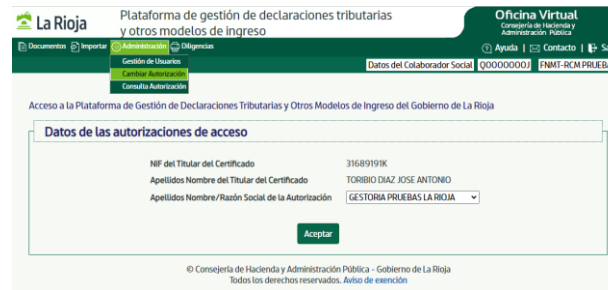 La Rioja
Plataforma de gestión de declaraciones tributarias
y otros modelos de ingreso
Oficina Virtual
Consejería de Hacienda y
Administración Pública
Documentos Importar Administración Diligencias
Ayuda | Contacto |
Gestión de Usuarios
Cambiar Autorización
Consulta Autorización
Datos del Colaborador Social Q0000000J FNMT-RCM PRUEB
Acceso a la Plataforma de Gestión de Declaraciones Tributarias y Otros Modelos de Ingreso del Gobierno de La Rioja
Datos de las autorizaciones de acceso
NIF del Titular del Certificado 31689191K
Apellidos Nombre del Titular del Certificado TORIBIO DIAZ JOSE ANTONIO
Apellidos Nombre/Razón Social de la Autorización GESTORIA PRUEBAS LA RIOJA
Aceptar
© Consejería de Hacienda y Administración Pública - Gobierno de La Rioja
Todos los derechos reservados. Aviso de exención